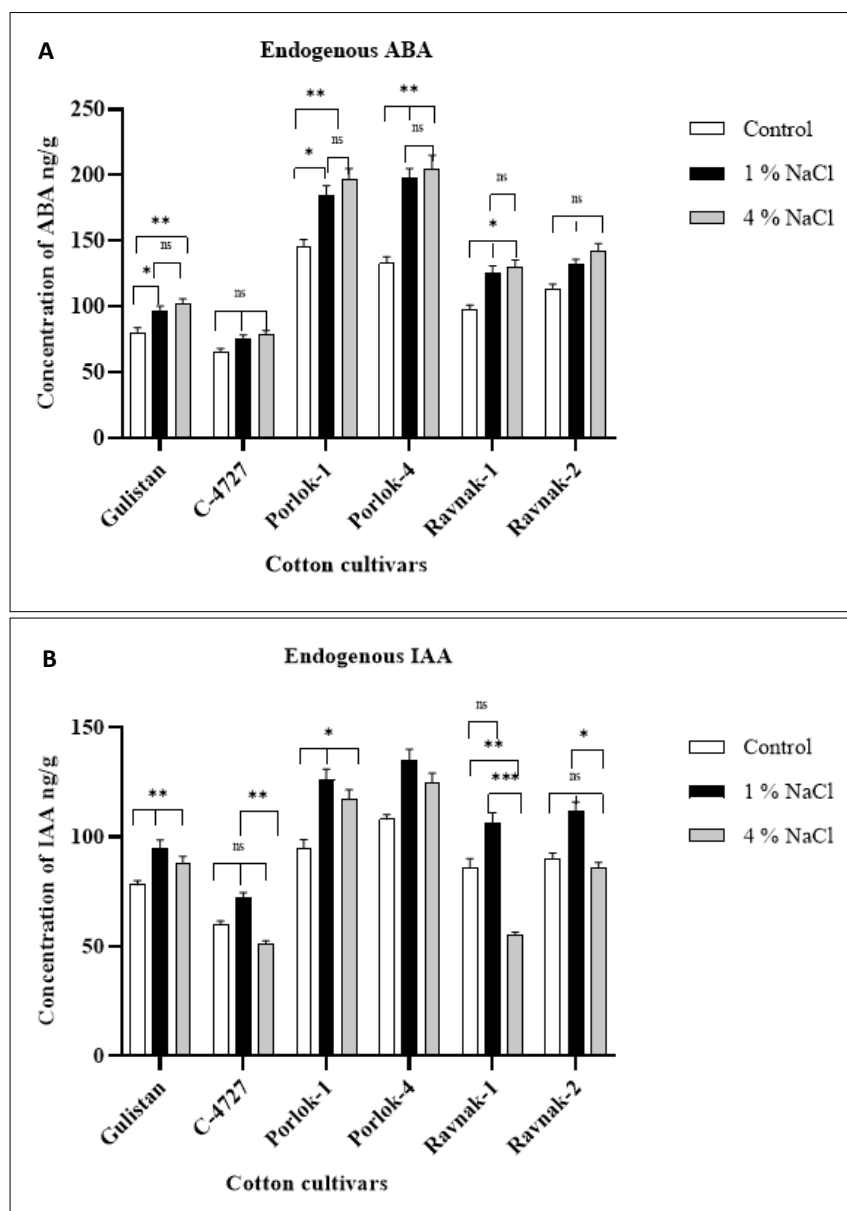 A
Endogenous ABA
Concentration of ABA ng/g
250
200
150
100
50
0
** ns *
ns
** * ns
** ns
ns *
ns
Gulistan
C-4727
Porlok-1
Porlok-4
Ravnak-1
Ravnak-2
Cotton cultivars
Control
1 % NaCl
4 % NaCl
B
Endogenous IAA
Concentration of IAA ng/g
150
100
50
0
**
** ns
*
ns ** ***
* ns
Gulistan
C-4727
Porlok-1
Porlok-4
Ravnak-1
Ravnak-2
Cotton cultivars
Control
1 % NaCl
4 % NaCl